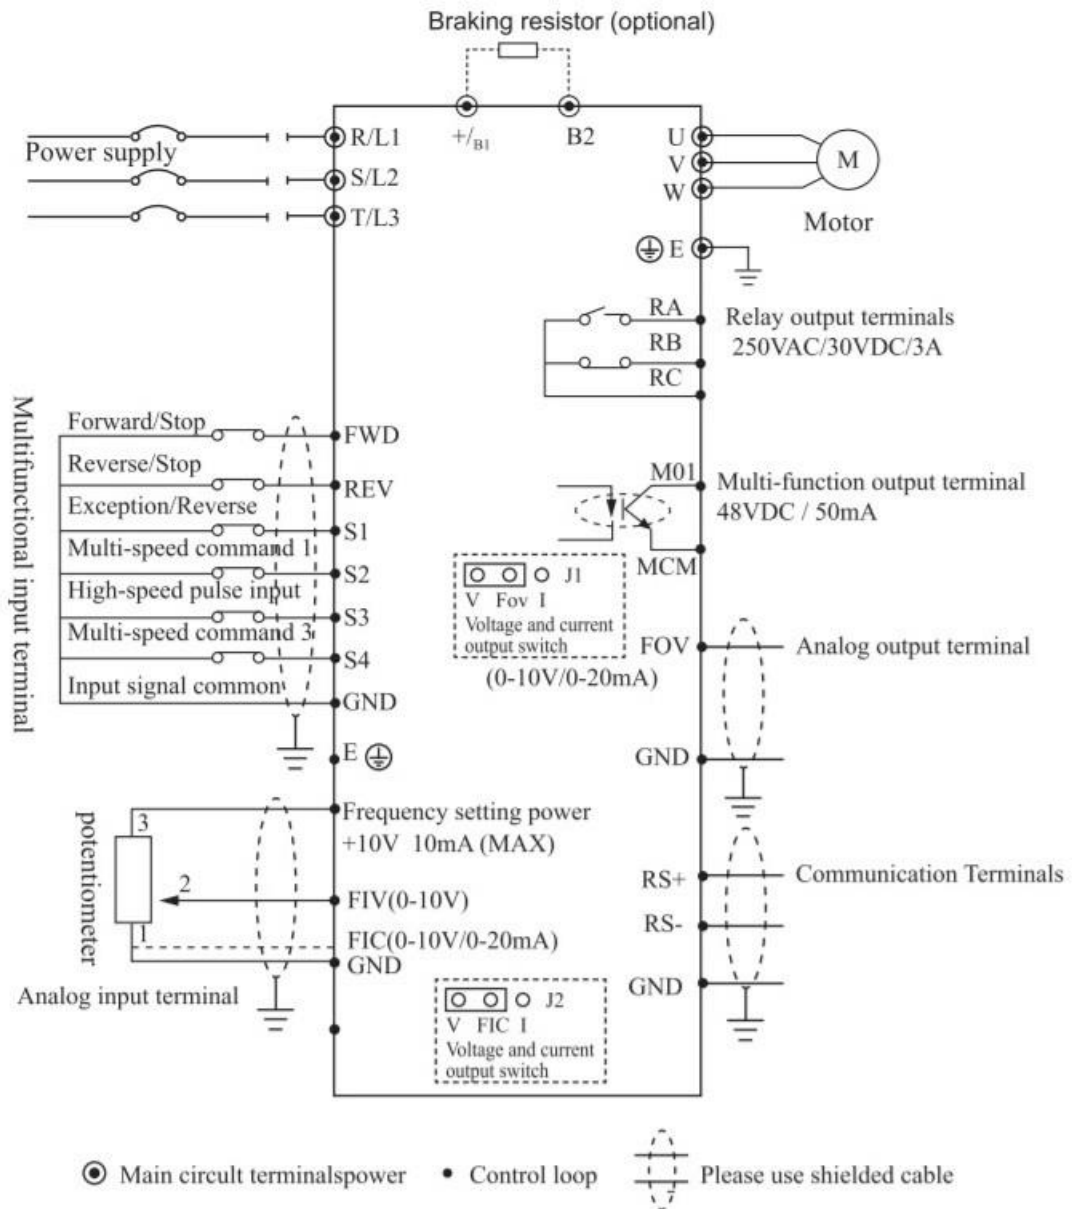 Braking resistor (optional)
R/L1
+/B1
B2
U
Power supply
V
M
S/L2
W
T/L3
Motor
E
RA
Relay output terminals
RB
250VAC/30VDC/3A
RC
Multifunctional input terminal
Forward/Stop
FWD
Reverse/Stop
REV
Exception/Reverse
S1
Multi-speed command 1
S2
High-speed pulse input
S3
Multi-speed command 3
S4
Input signal common
GND
E
M01
Multi-function output terminal
48VDC / 50mA
MCM
J1
V Fov I
Voltage and current
output switch
(0-10V/0-20mA)
FOV
Analog output terminal
GND
potentiometer
3
Frequency setting power
+10V 10mA (MAX)
2
FIV(0-10V)
1
FIC(0-10V/0-20mA)
GND
Analog input terminal
RS+
Communication Terminals
RS-
GND
J2
V FIC I
Voltage and current
output switch
Main circult terminalspower
Control loop
Please use shielded cable